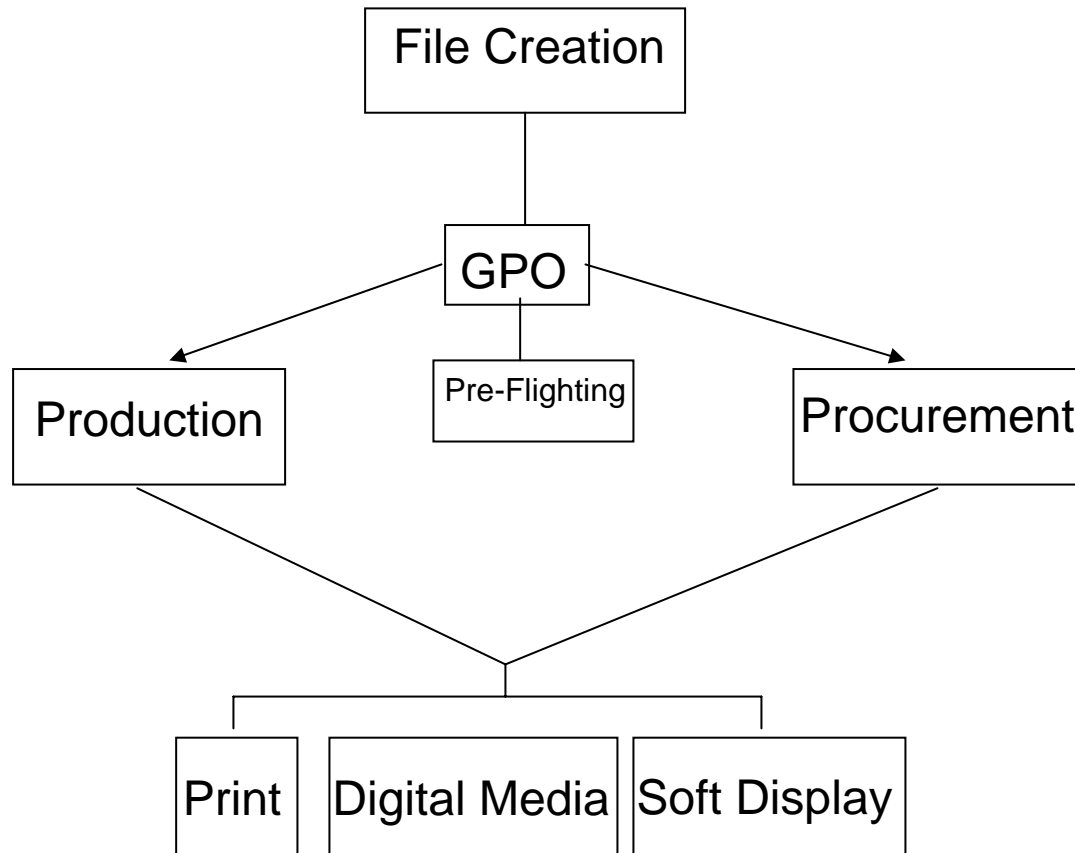 File Creation
GPO
Pre-Flighting
Production
Procurement
Print
Digital Media
Soft Display